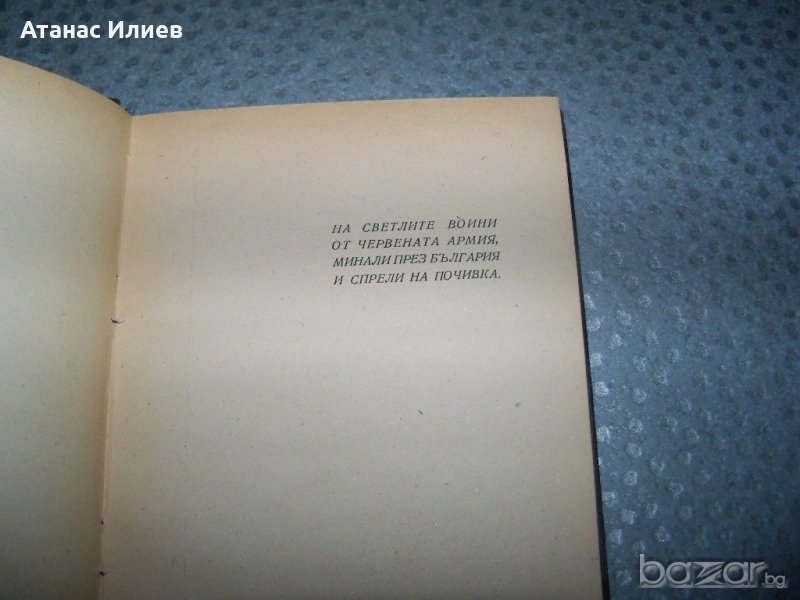 Атанас Илиев
НА СВЕТЛИТЕ ВОИНИ
ОТ ЧЕРВЕНАТА АРМИЯ,
МИНАЛИ ПРЕЗ БЪЛГАРИЯ
И СПРЕЛИ НА ПОЧИВКА.
bazar.bg